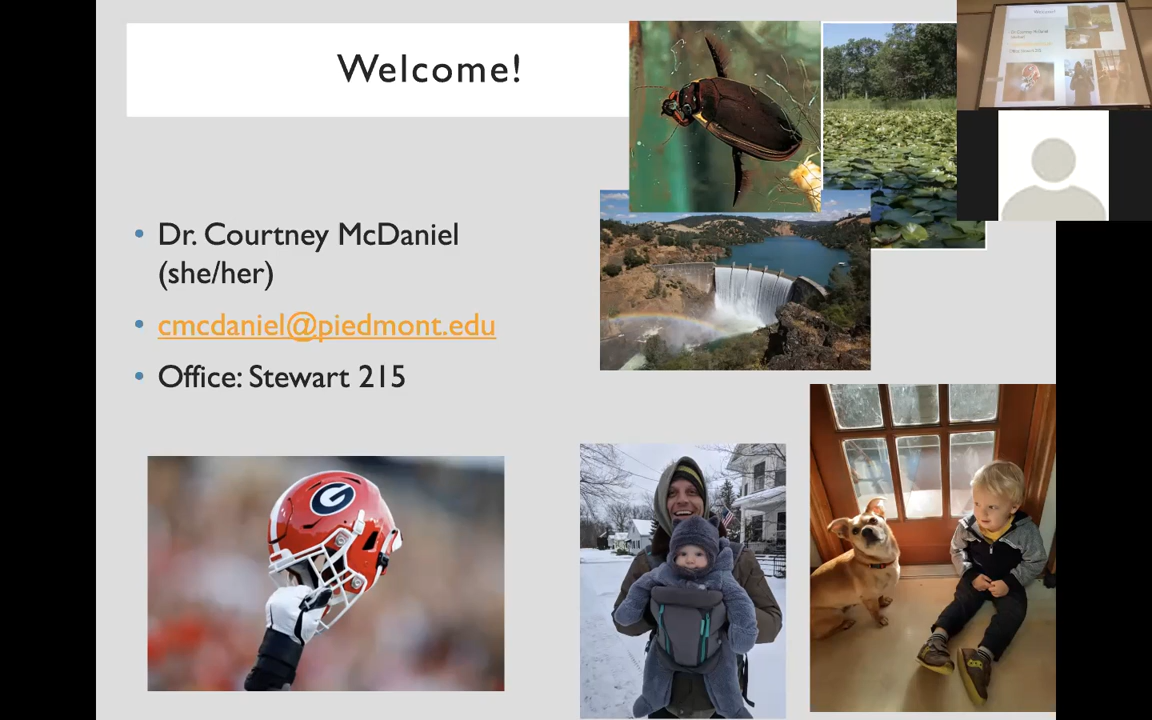 Welcome!
Dr. Courtney McDaniel
(she/her)
cmcdaniel@piedmont.edu
Office: Stewart 215
G